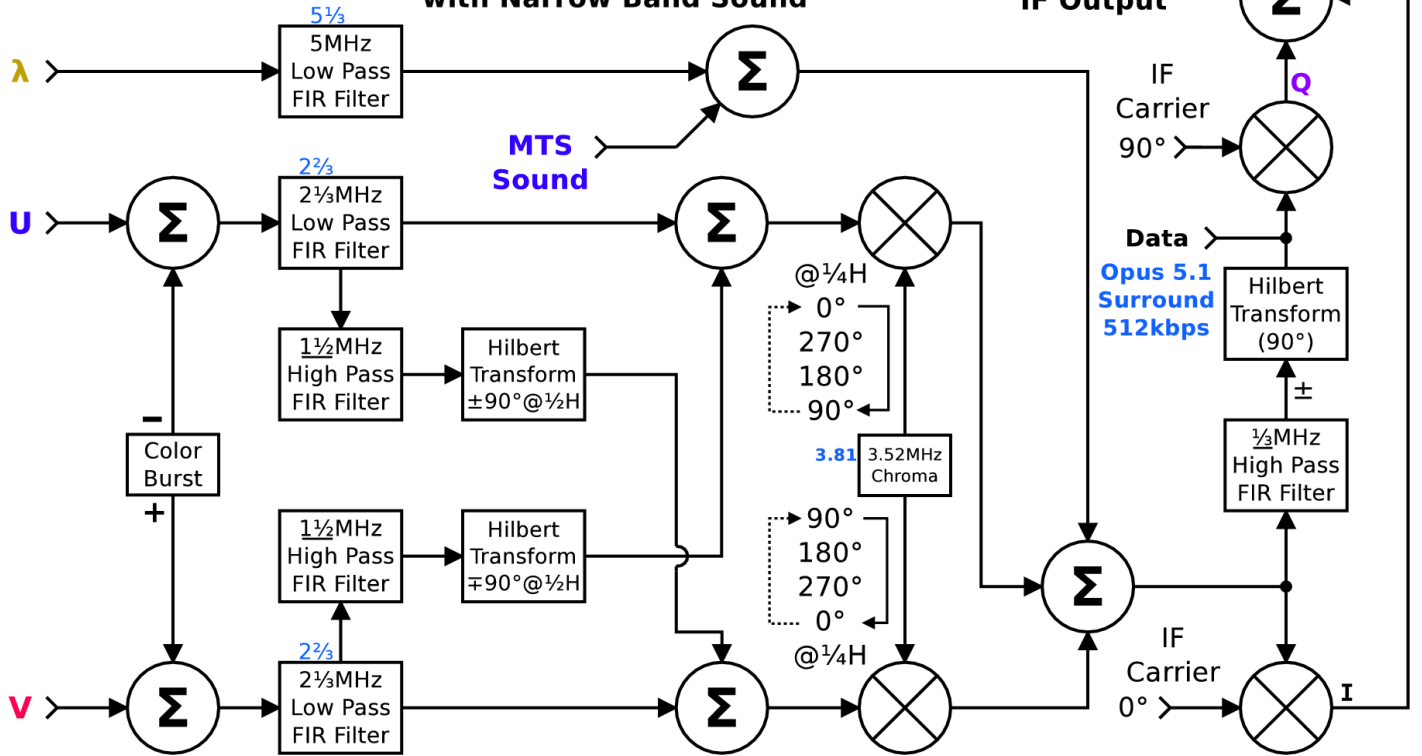 with Narrow Band Sound
IF Output
Σ
λ
5⅓
5MHz
Low Pass
FIR Filter
Σ
MTS
Sound
IF
Carrier
90°
Q
U
Σ
2⅔
2⅓MHz
Low Pass
FIR Filter
Σ
Data
Opus 5.1
Surround
512kbps
Hilbert
Transform
(90°)
±
⅓MHz
High Pass
FIR Filter
1½MHz
High Pass
FIR Filter
Hilbert
Transform
±90°@½H
@¼H
0°
270°
180°
90°
−
Color
Burst
+
3.81
3.52MHz
Chroma
1½MHz
High Pass
FIR Filter
Hilbert
Transform
∓90°@½H
90°
180°
270°
0°
@¼H
Σ
V
Σ
2⅔
2⅓MHz
Low Pass
FIR Filter
Σ
IF
Carrier
0°
I